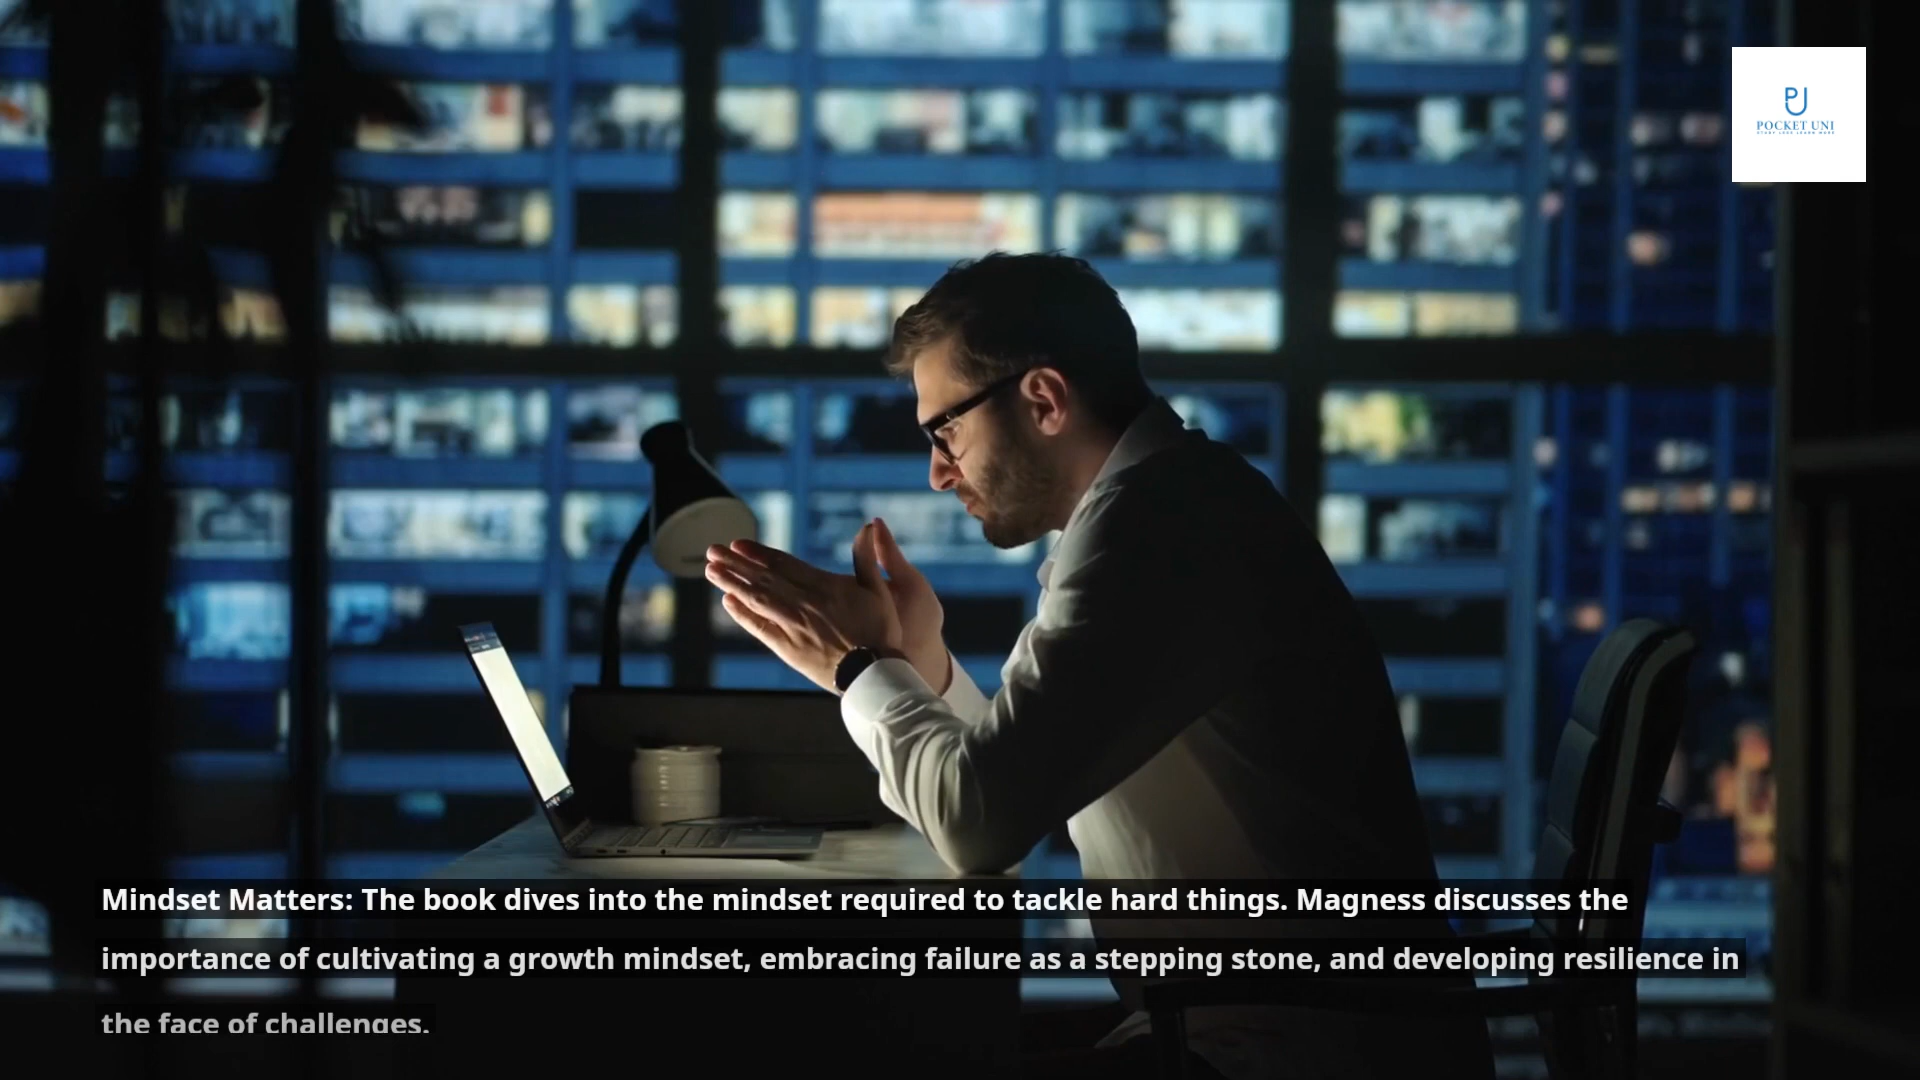 PJ
POCKET UNI
Mindset Matters: The book dives into the mindset required to tackle hard things. Magness discusses the
importance of cultivating a growth mindset, embracing failure as a stepping stone, and developing resilience in
the face of challenges.